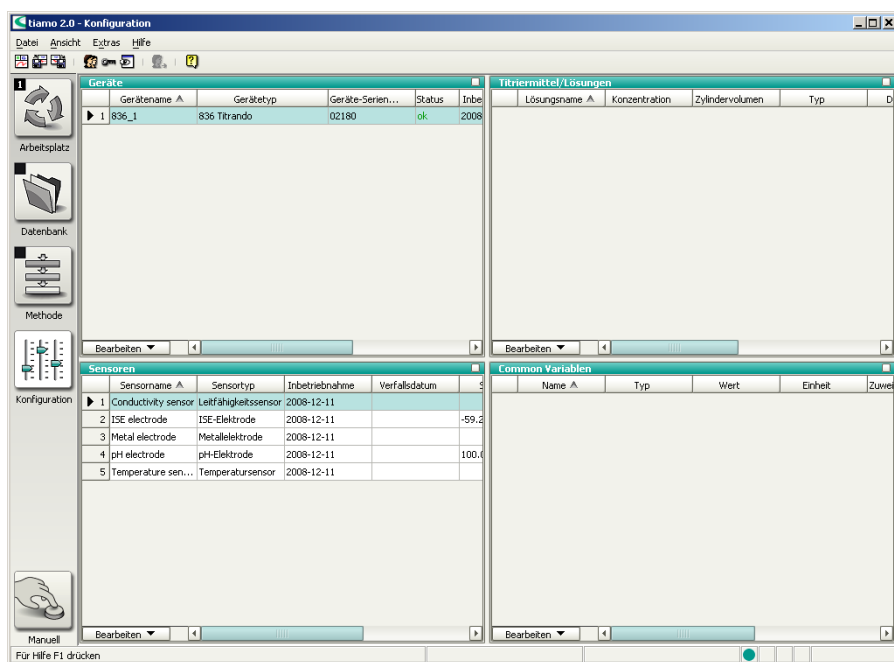 tiamo 2.0 - Konfiguration
Datei Ansicht Extras Hilfe
1
Arbeitsplatz
Datenbank
Methode
Konfiguration
Manuell
Geräte
Gerätename Gerätetyp Geräte-Serien... Status Inbe
1 836_1 836 Titrando 02180 ok 2008
Bearbeiten
Titriermittel/Lösungen
Lösungsname Konzentration Zylindervolumen Typ D
Bearbeiten
Sensoren
Sensorname Sensortyp Inbetriebnahme Verfallsdatum S
1 Conductivity sensor Leitfähigkeitssensor 2008-12-11
2 ISE electrode ISE-Elektrode 2008-12-11 -59.2
3 Metal electrode Metallelektrode 2008-12-11
4 pH electrode pH-Elektrode 2008-12-11 100.0
5 Temperature sen... Temperatursensor 2008-12-11
Bearbeiten
Common Variablen
Name Typ Wert Einheit Zuwei
Bearbeiten
Für Hilfe F1 drücken